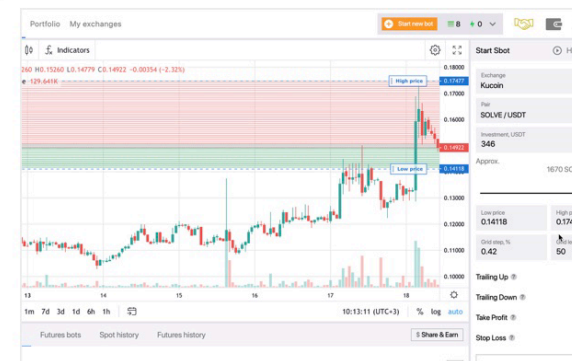 Portfolio My exchanges
Start new bot 8 0
Indicators
260 H0.15260 L0.14779 C0.14922 -0.00354 (-2.32%)
e 129.641K
0.18000
High price
0.17477
0.17000
0.16000
0.14922
Low price
0.14118
0.12000
0.11000
0.10000
13 14 15 16 17 18
1m 7d 3d 1d 6h 1h
10:13:11 (UTC+3) % log auto
Futures bots Spot history Futures history
Share & Earn
Start Sbot
Exchange
Kucoin
Pair
SOLVE / USDT
Investment, USDT
346
Approx.
1670 SO
Low price
0.14118
High p
0.174
Grid step, %
0.42
50
Trailing Up
Trailing Down
Take Profit
Stop Loss